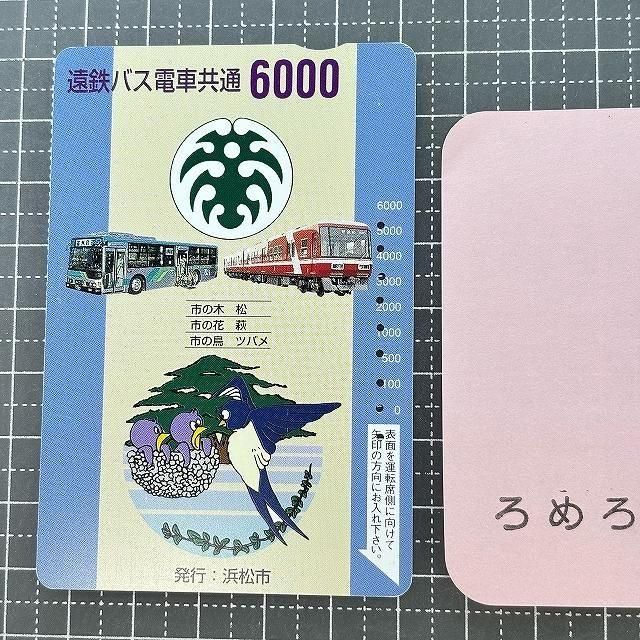 遠鉄バス電車共通 6000
6000
5000
4000
3000
2000
1000
500
100
0
市の木 松
市の花 萩
市の鳥 ツバメ
表面を運転席側に向けて
矢印の方向にお入れ下さい。
発行：浜松市
ろめろ